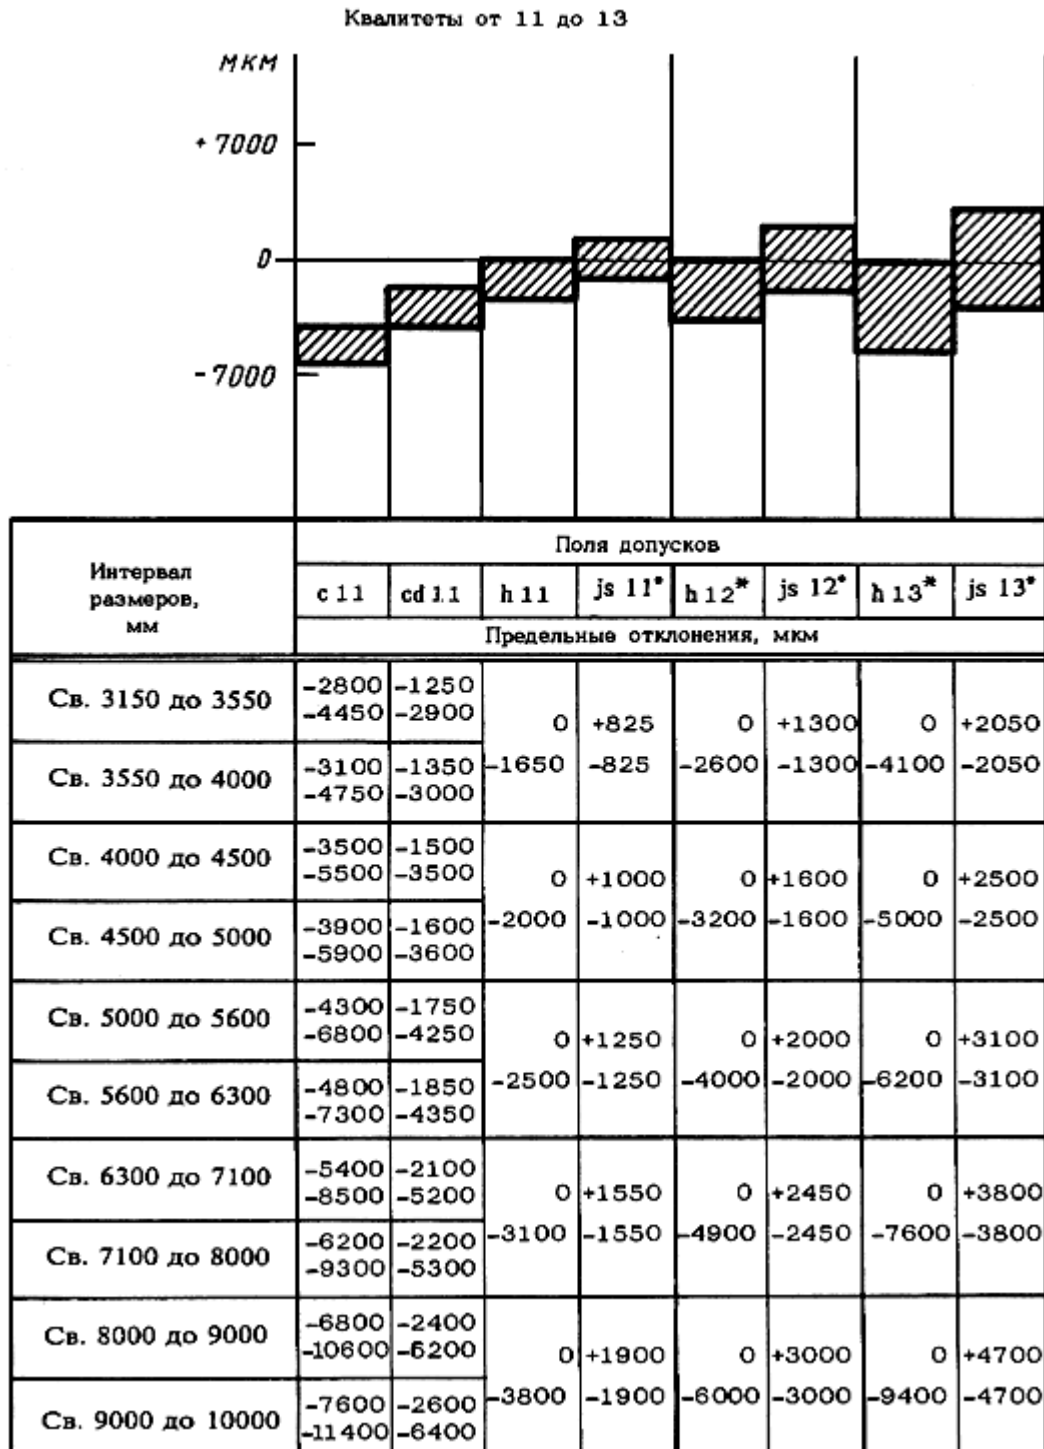 Квалитеты от 11 до 13
МКМ
+ 7000
0
- 7000
Интервал размеров, мм
Поля допусков
c 11 cd 11 h 11 js 11* h 12* js 12* h 13* js 13*
Предельные отклонения, мкм
Св. 3150 до 3550
-2800 -1250
-4450 -2900
0 +825 0 +1300 0 +2050
-1650 -825 -2600 -1300 -4100 -2050
Св. 3550 до 4000
-3100 -1350
-4750 -3000
Св. 4000 до 4500
-3500 -1500
-5500 -3500
0 +1000 0 +1600 0 +2500
-2000 -1000 -3200 -1600 -5000 -2500
Св. 4500 до 5000
-3900 -1600
-5900 -3600
Св. 5000 до 5600
-4300 -1750
-6800 -4250
0 +1250 0 +2000 0 +3100
-2500 -1250 -4000 -2000 -6200 -3100
Св. 5600 до 6300
-4800 -1850
-7300 -4350
Св. 6300 до 7100
-5400 -2100
-8500 -5200
0 +1550 0 +2450 0 +3800
-3100 -1550 -4900 -2450 -7600 -3800
Св. 7100 до 8000
-6200 -2200
-9300 -5300
Св. 8000 до 9000
-6800 -2400
-10600 -6200
0 +1900 0 +3000 0 +4700
-3800 -1900 -6000 -3000 -9400 -4700
Св. 9000 до 10000
-7600 -2600
-11400 -6400